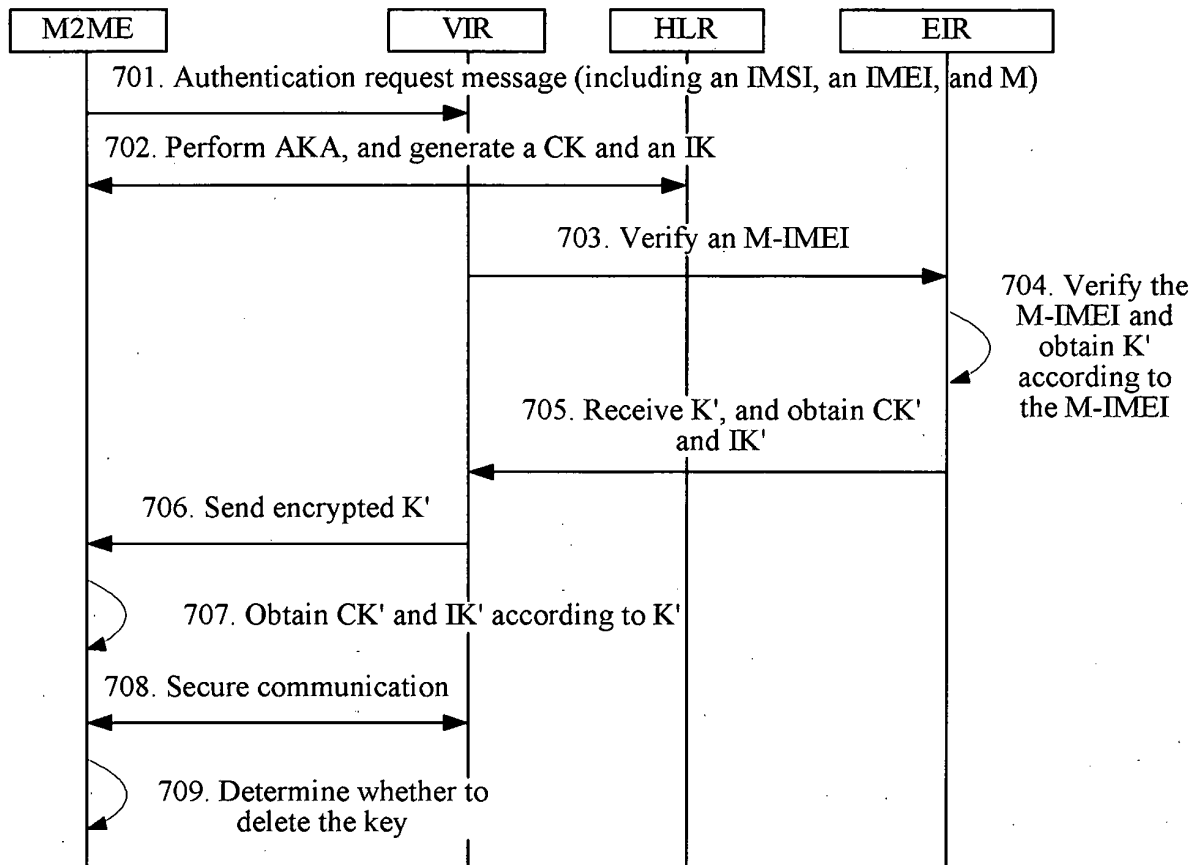 M2ME
VIR
HLR
EIR
701. Authentication request message (including an IMSI, an IMEI, and M)
702. Perform AKA, and generate a CK and an IK
703. Verify an M-IMEI
704. Verify the
M-IMEI and
obtain K'
according to
the M-IMEI
705. Receive K', and obtain CK'
and IK'
706. Send encrypted K'
707. Obtain CK' and IK' according to K'
708. Secure communication
709. Determine whether to
delete the key